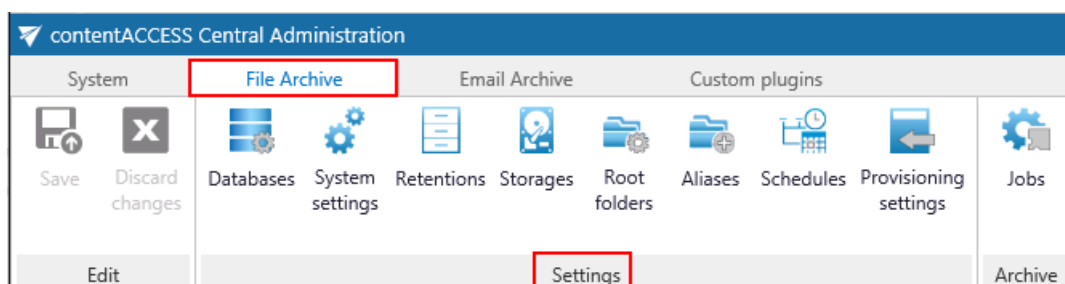 contentACCESS Central Administration
System File Archive Email Archive Custom plugins
Save Discard changes Databases System settings Retentions Storages Root folders Aliases Schedules Provisioning settings Jobs
Edit Settings Archive